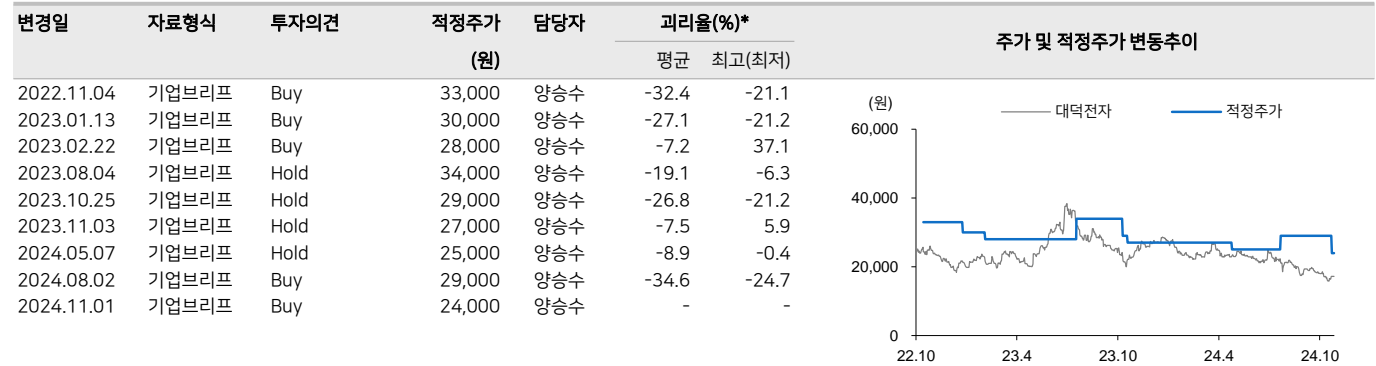 변경일 자료형식 투자의견 적정주가 담당자 괴리율(%)* 주가 및 적정주가 변동추이
(원) 평균 최고(최저)
2022.11.04 기업브리프 Buy 33,000 양승수 -32.4 -21.1
2023.01.13 기업브리프 Buy 30,000 양승수 -27.1 -21.2
2023.02.22 기업브리프 Buy 28,000 양승수 -7.2 37.1
2023.08.04 기업브리프 Hold 34,000 양승수 -19.1 -6.3
2023.10.25 기업브리프 Hold 29,000 양승수 -26.8 -21.2
2023.11.03 기업브리프 Hold 27,000 양승수 -7.5 5.9
2024.05.07 기업브리프 Hold 25,000 양승수 -8.9 -0.4
2024.08.02 기업브리프 Buy 29,000 양승수 -34.6 -24.7
2024.11.01 기업브리프 Buy 24,000 양승수 - -
(원) 대덕전자 적정주가
60,000
40,000
20,000
0
22.10 23.4 23.10 24.4 24.10